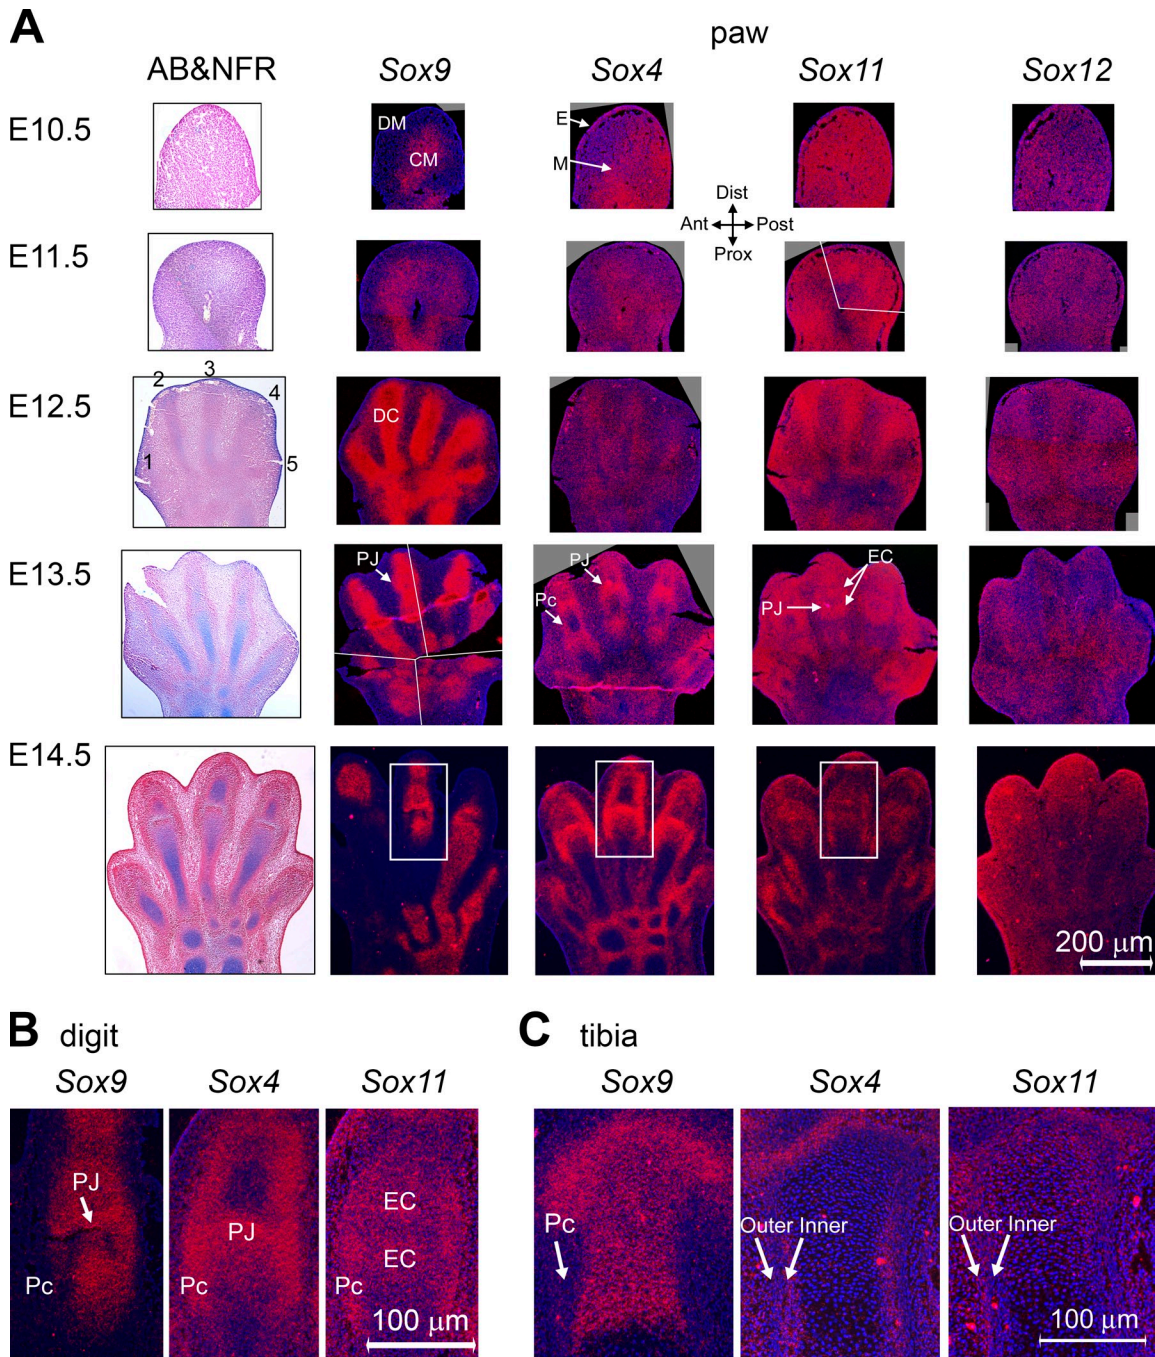 A
paw
AB&NFR Sox9 Sox4 Sox11 Sox12
E10.5
DM
CM
E
M
Dist
Ant Post
Prox
E11.5
E12.5
1
2
3
4
5
DC
E13.5
PJ
PJ
Pc
EC
PJ
E14.5
200 μm
B digit
Sox9 Sox4 Sox11
PJ
Pc
PJ
Pc
EC
EC
Pc
100 μm
C tibia
Sox9 Sox4 Sox11
Pc
Outer Inner
Outer Inner
100 μm